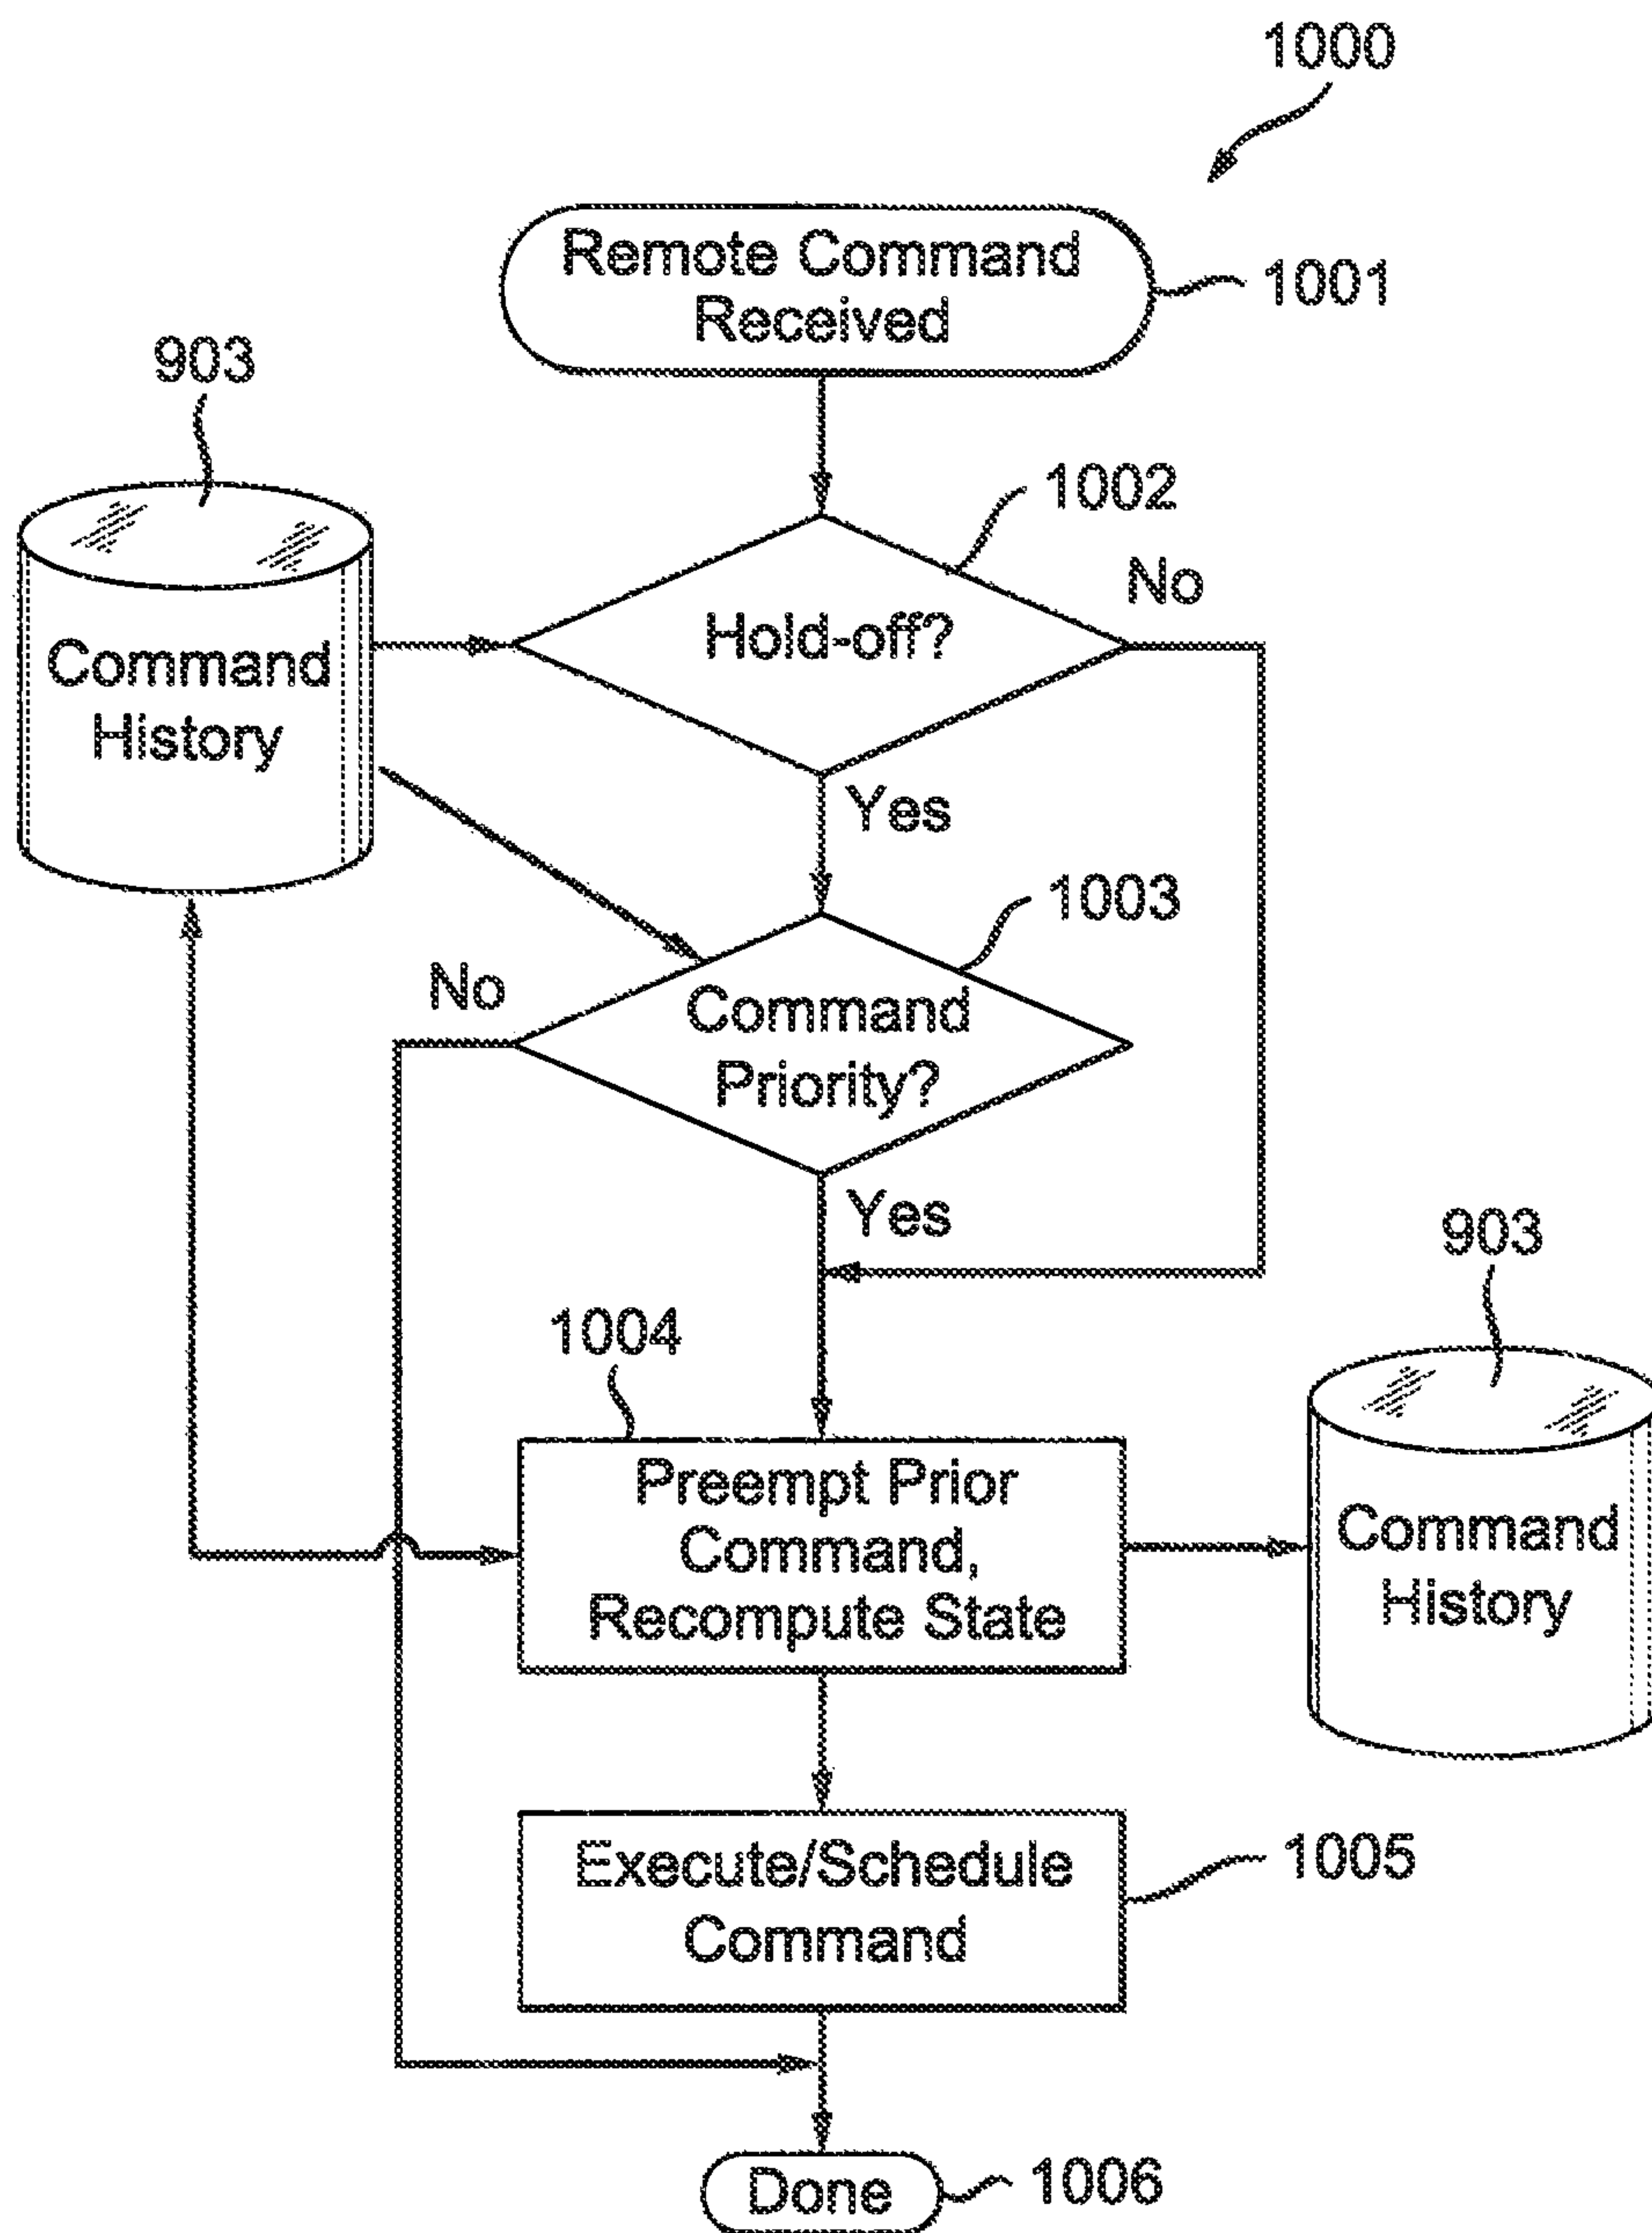 1000
Remote Command
Received
1001
903
1002
No
Hold-off?
Command
History
Yes
1003
No
Command
Priority?
Yes
903
1004
Preempt Prior
Command,
Recompute State
Command
History
Execute/Schedule
Command
1005
Done
1006